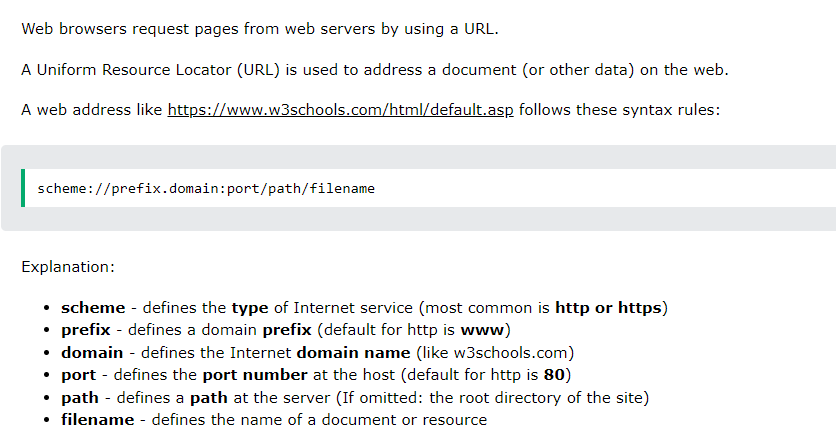 Web browsers request pages from web servers by using a URL.
A Uniform Resource Locator (URL) is used to address a document (or other data) on the web.
A web address like https://www.w3schools.com/html/default.asp follows these syntax rules:
scheme://prefix.domain:port/path/filename
Explanation:
• scheme - defines the type of Internet service (most common is http or https)
• prefix - defines a domain prefix (default for http is www)
• domain - defines the Internet domain name (like w3schools.com)
• port - defines the port number at the host (default for http is 80)
• path - defines a path at the server (If omitted: the root directory of the site)
• filename - defines the name of a document or resource